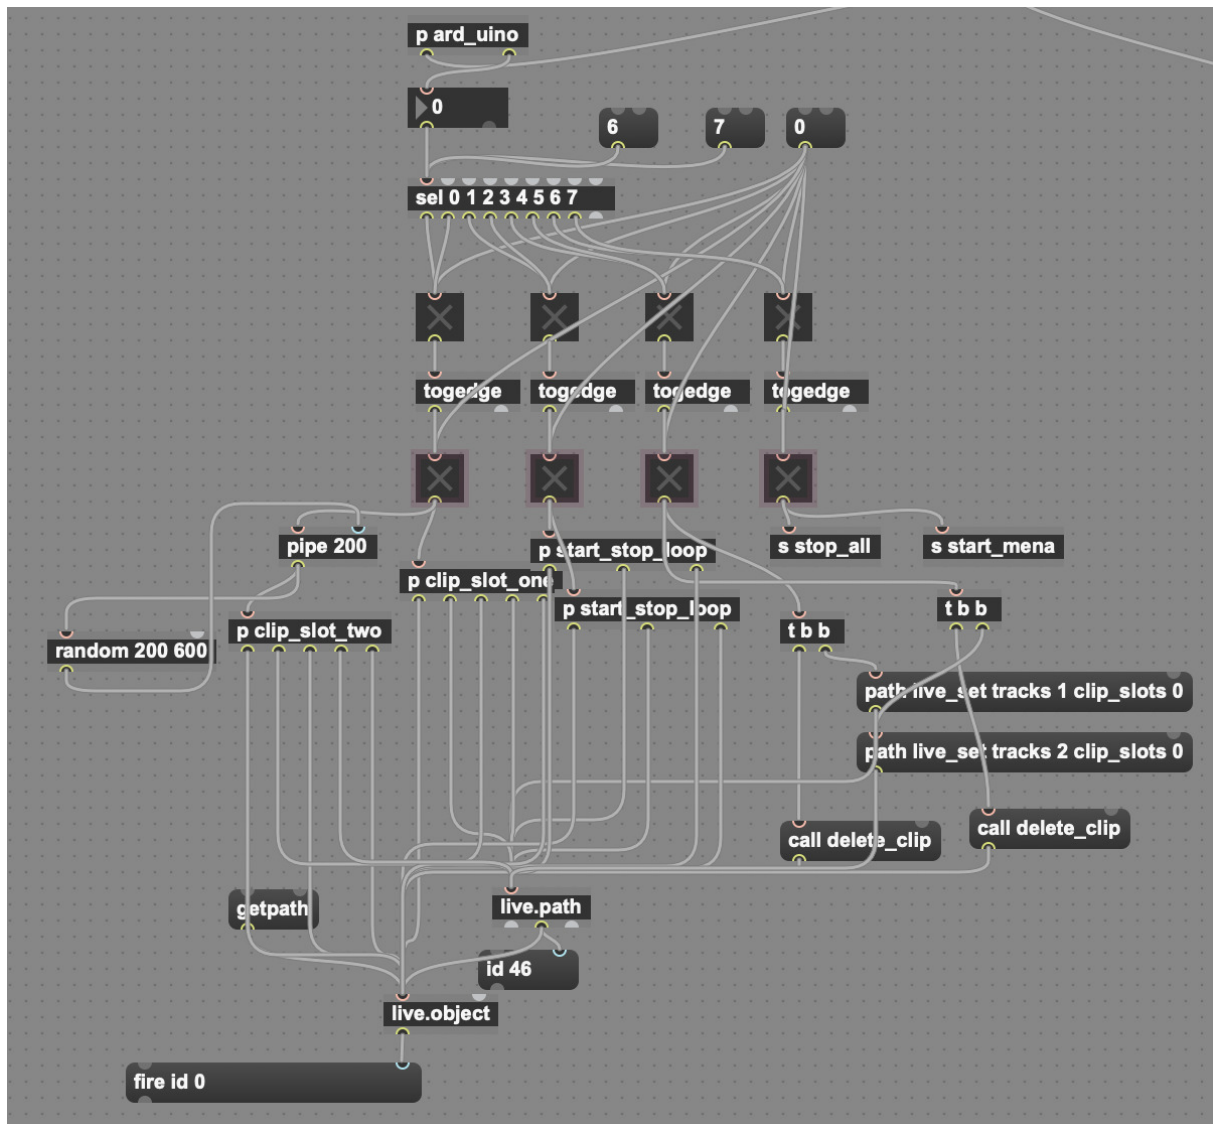 p ard_uino
0
6
7
0
sel 0 1 2 3 4 5 6 7
togedge
togedge
togedge
togedge
pipe 200
p start_stop_loop
s stop_all
s start_mena
p clip_slot_one
p start_stop_loop
t b b
p clip_slot_two
t b b
random 200 600
path live_set tracks 1 clip_slots 0
path live_set tracks 2 clip_slots 0
call delete_clip
call delete_clip
getpath
live.path
id 46
live.object
fire id 0